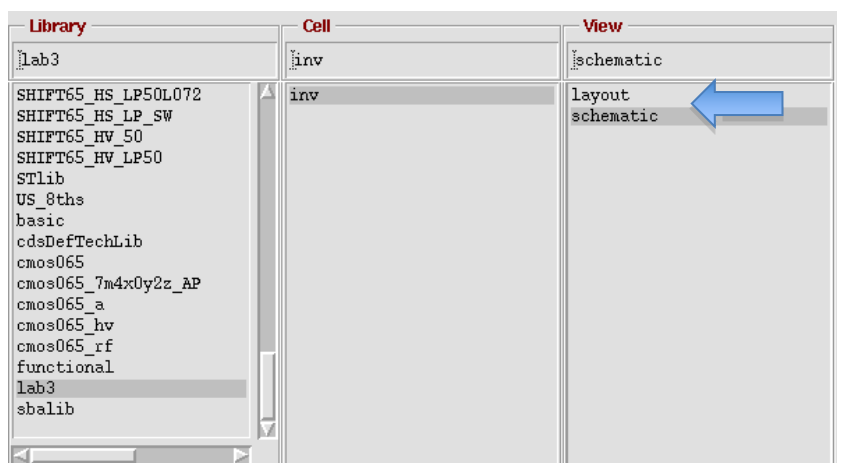 Library
Cell
View
lab3
inv
schematic
SHIFT65_HS_LP50L072
SHIFT65_HS_LP_SW
SHIFT65_HV_50
SHIFT65_HV_LP50
STlib
US_8ths
basic
cdsDefTechLib
cmos065
cmos065_7m4x0y2z_AP
cmos065_a
cmos065_hv
cmos065_rf
functional
lab3
sbalib
inv
layout
schematic